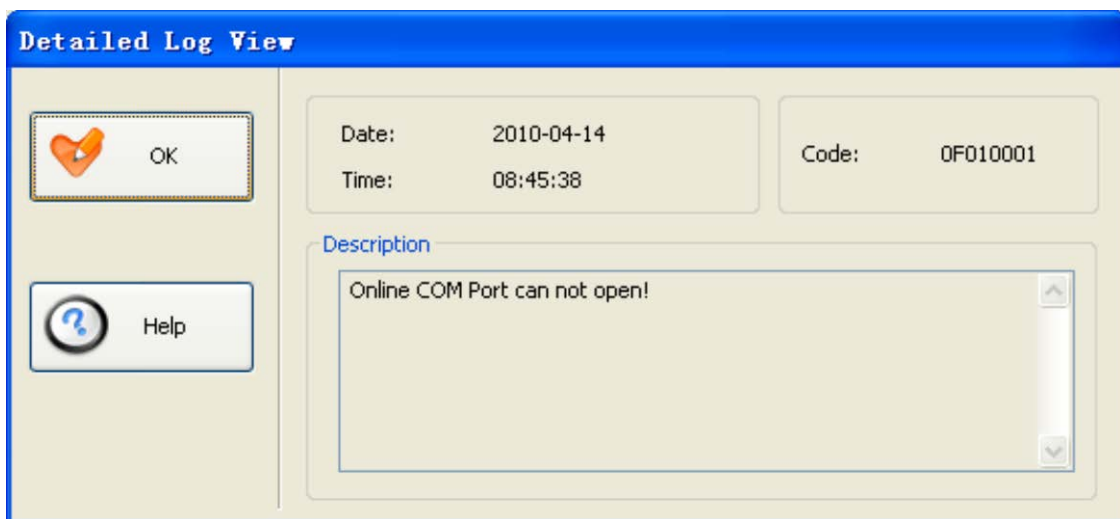 Detailed Log View
OK
Help
Date: 2010-04-14
Time: 08:45:38
Code: 0F010001
Description
Online COM Port can not open!